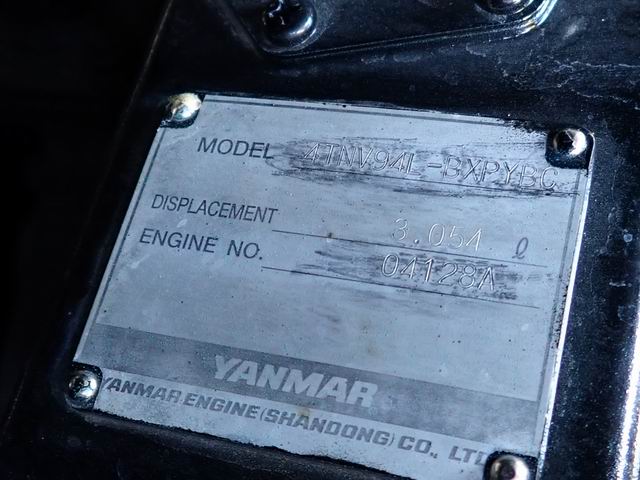 MODEL 4TNV94L-BXPYBC
DISPLACEMENT 3.054 ℓ
ENGINE NO. 04128A
YANMAR
YANMAR ENGINE (SHANDONG) CO., LTD